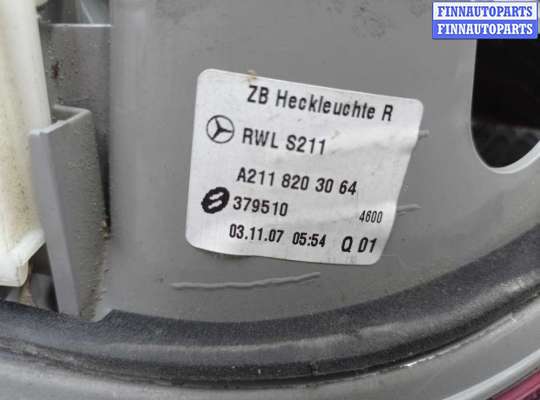 FINNAUTOPARTS
FINNAUTOPARTS
ZB Heckleuchte R
RWL S211
A211 820 30 64
379510 4600
03.11.07 05:54 Q 01